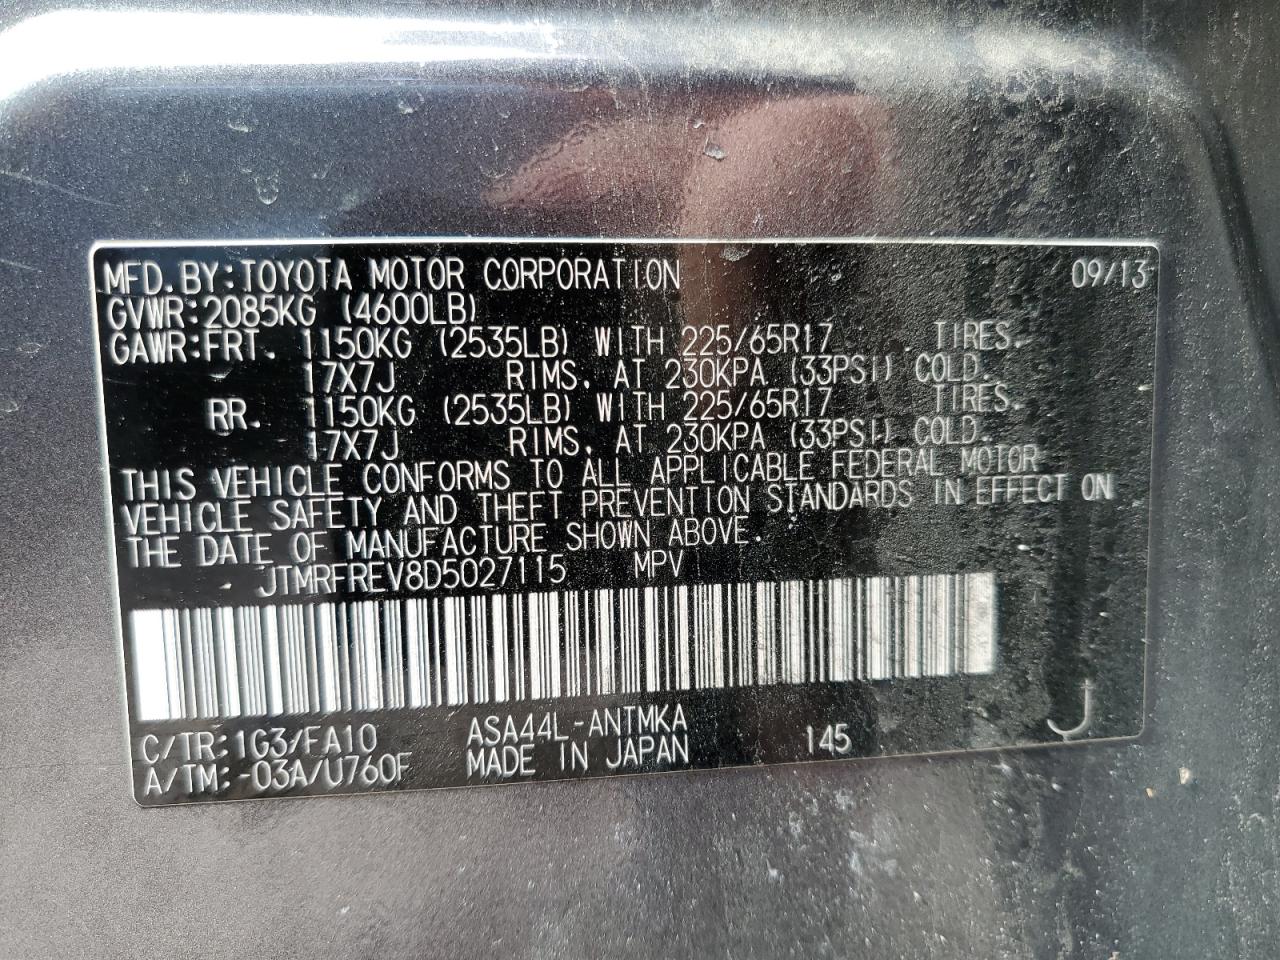 MFD. BY: TOYOTA MOTOR CORPORATION 09/13
GVWR: 2085KG (4600LB)
GAWR: FRT. 1150KG (2535LB) WITH 225/65R17 TIRES.
17X7J RIMS. AT 230KPA (33PSI) COLD.
RR. 1150KG (2535LB) WITH 225/65R17 TIRES.
17X7J RIMS. AT 230KPA (33PSI) COLD.
THIS VEHICLE CONFORMS TO ALL APPLICABLE FEDERAL MOTOR
VEHICLE SAFETY AND THEFT PREVENTION STANDARDS IN EFFECT ON
THE DATE OF MANUFACTURE SHOWN ABOVE.
JTMRFREV8D5027115 MPV
C/TR: 1G3/FA10 ASA44L-ANTMKA 145 J
A/TM: -03A/U760F MADE IN JAPAN